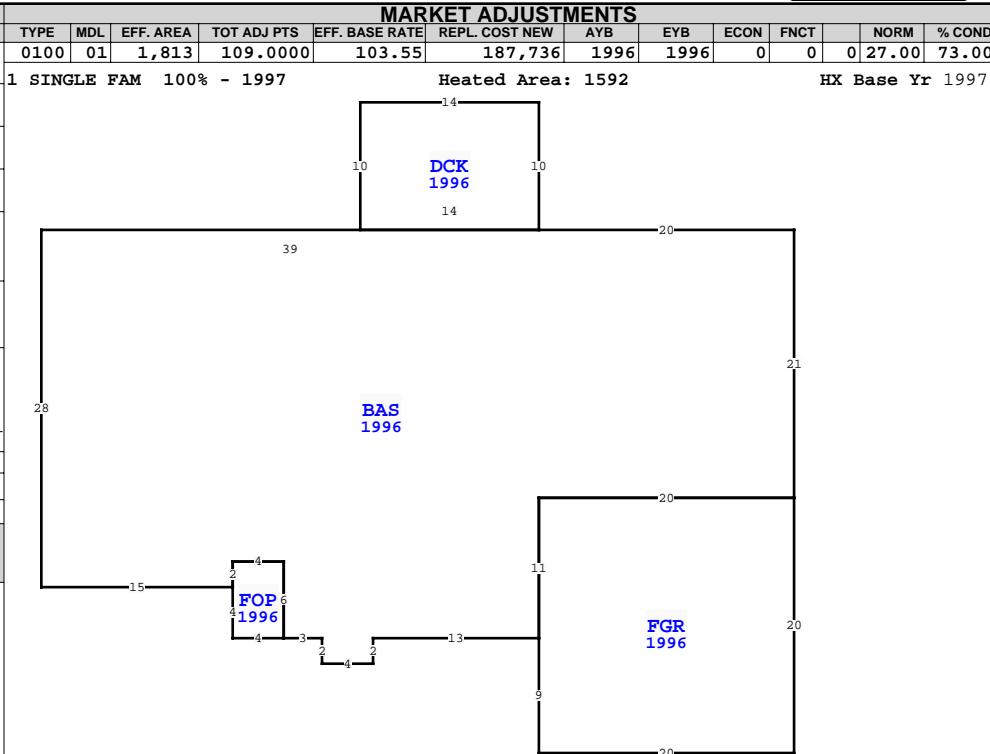 MARKET ADJUSTMENTS
TYPE MDL EFF. AREA TOT ADJ PTS EFF. BASE RATE REPL. COST NEW AYB EYB ECON FNCT NORM % COND
0100 01 1,813 109.0000 103.55 187,736 1996 1996 0 0 0 27.00 73.00
1 SINGLE FAM 100% - 1997 Heated Area: 1592 HX Base Yr 1997
14
10 DCK 10
1996
14
20
39
21
28
BAS
1996
20
4
11
2
15
FOP 6
4 1996
FGR
1996
20
4 3 13
2 2
4
9
20